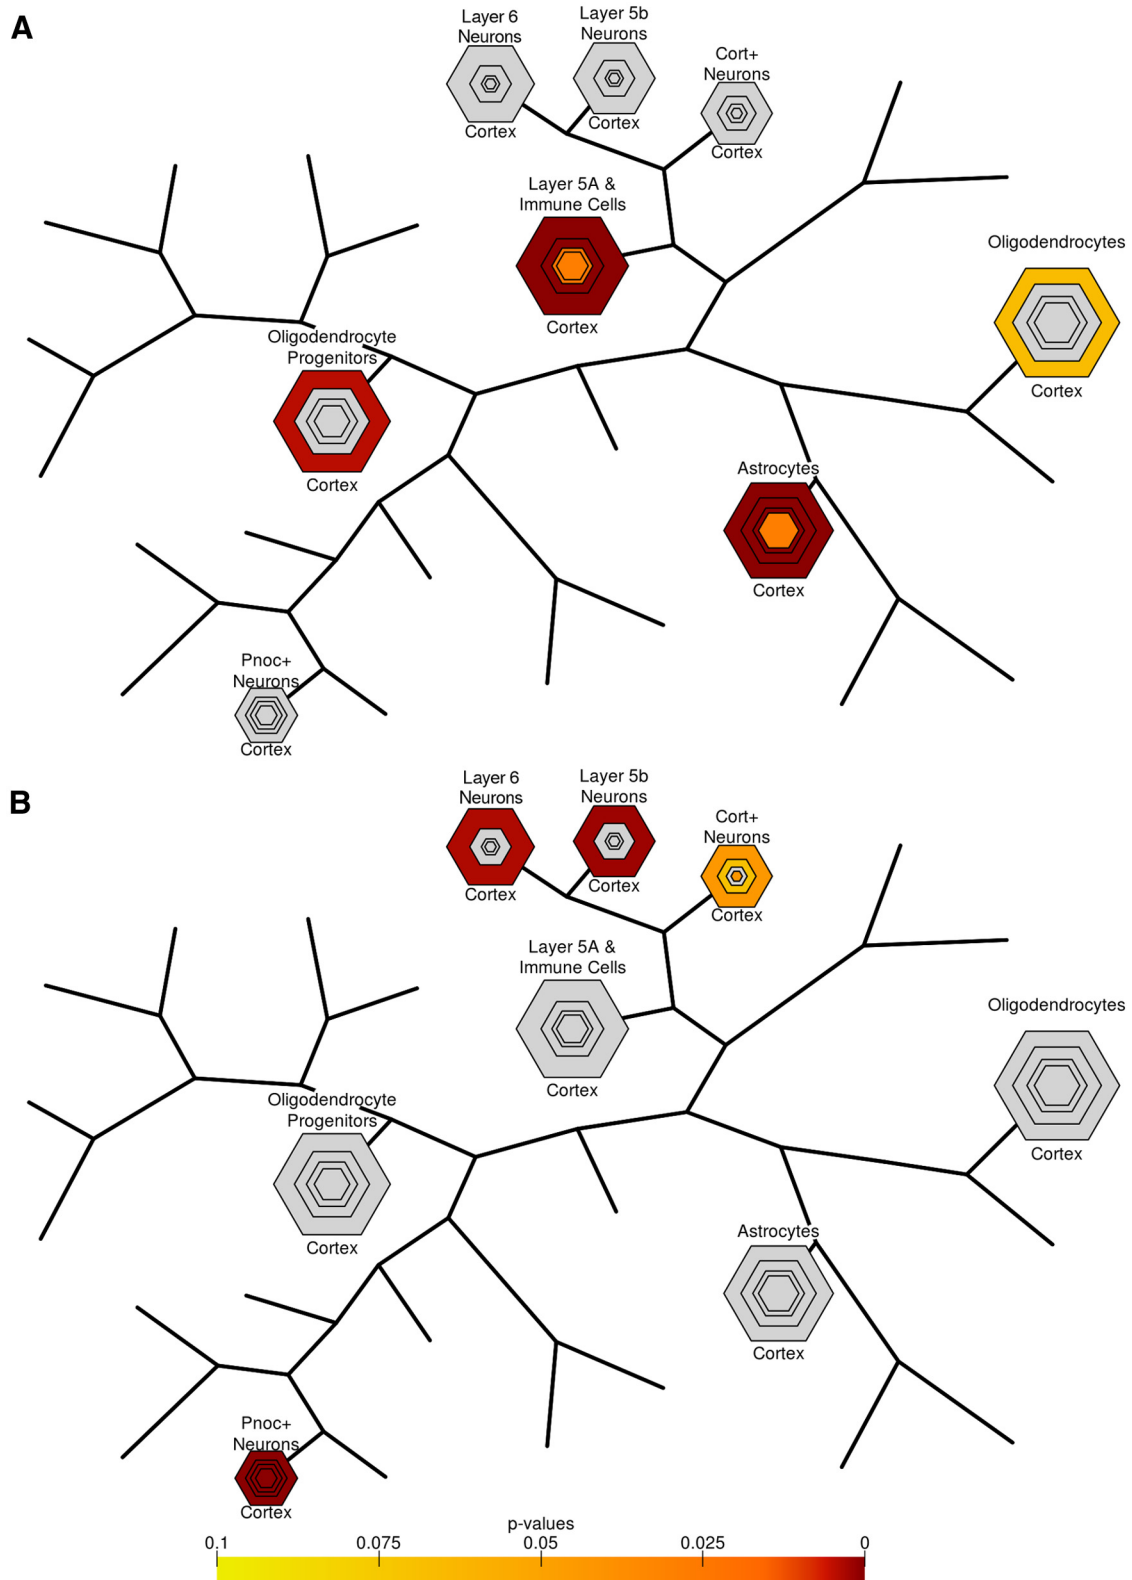 A
Layer 6
Neurons
Cortex
Layer 5b
Neurons
Cortex
Cort+
Neurons
Cortex
Layer 5A &
Immune Cells
Cortex
Oligodendrocytes
Cortex
Oligodendrocyte
Progenitors
Cortex
Astrocytes
Cortex
Pnoc+
Neurons
Cortex
B
Layer 6
Neurons
Cortex
Layer 5b
Neurons
Cortex
Cort+
Neurons
Cortex
Layer 5A &
Immune Cells
Cortex
Oligodendrocytes
Cortex
Oligodendrocyte
Progenitors
Cortex
Astrocytes
Cortex
Pnoc+
Neurons
Cortex
p-values
0.1 0.075 0.05 0.025 0